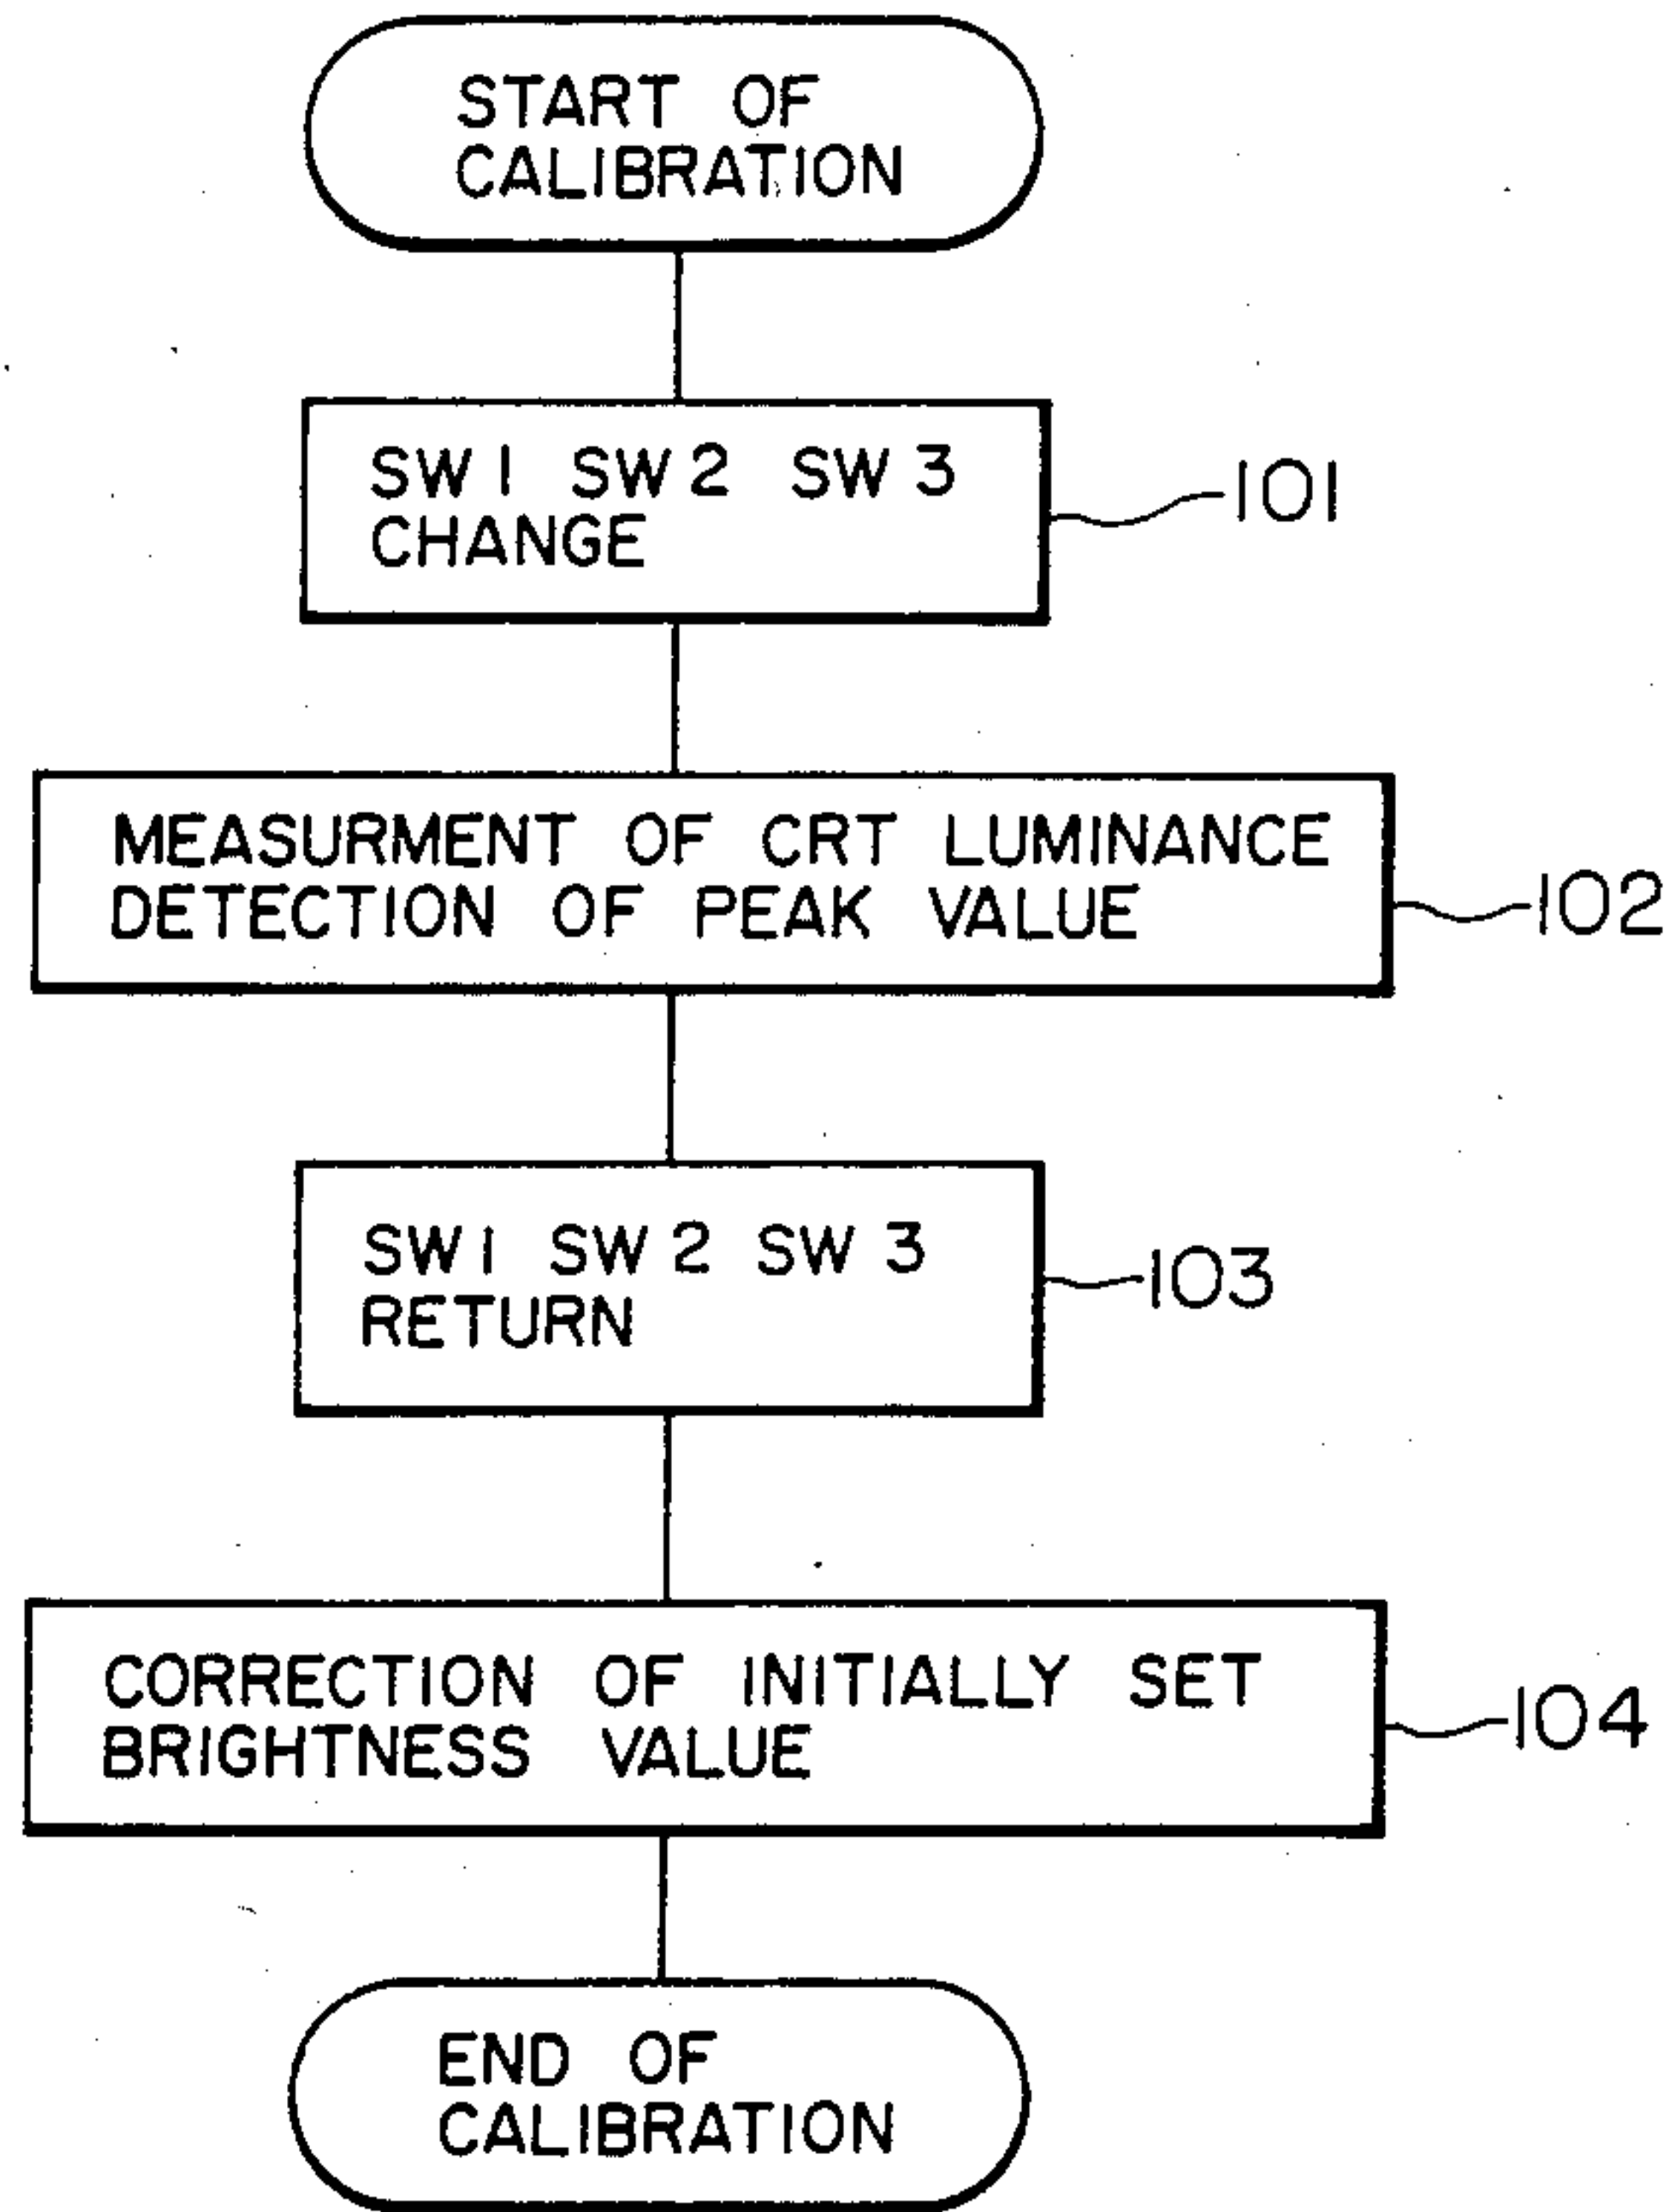 START OF
CALIBRATION
SW1 SW2 SW3
CHANGE
101
MEASURMENT OF CRT LUMINANCE
DETECTION OF PEAK VALUE
102
SW1 SW2 SW3
RETURN
103
CORRECTION OF INITIALLY SET
BRIGHTNESS VALUE
104
END OF
CALIBRATION